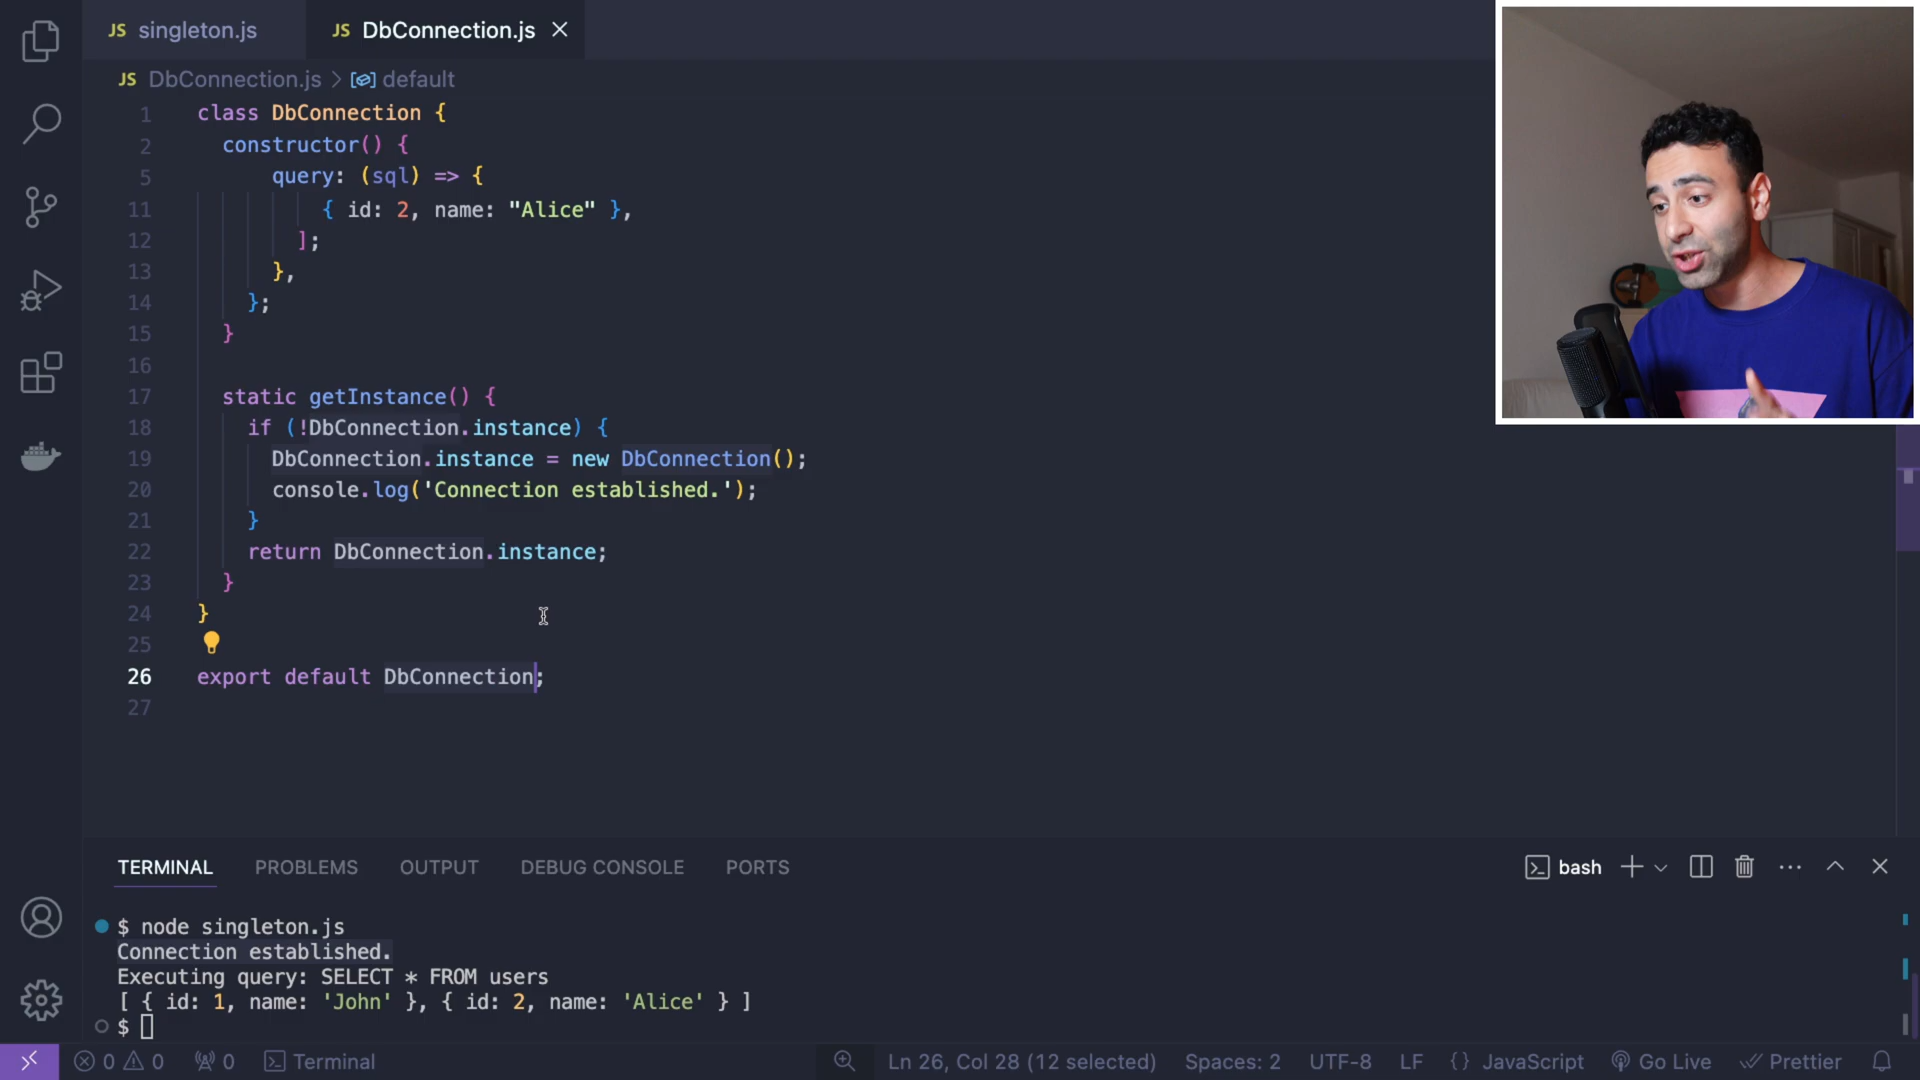 JS singleton.js
JS DbConnection.js
JS DbConnection.js > default
1 class DbConnection {
2 constructor() {
5 query: (sql) => {
11 { id: 2, name: "Alice" },
12 ];
13 },
14 };
15 }
16
17 static getInstance() {
18 if (!DbConnection.instance) {
19 DbConnection.instance = new DbConnection();
20 console.log('Connection established.');
21 }
22 return DbConnection.instance;
23 }
24 }
25
26 export default DbConnection;
27
TERMINAL PROBLEMS OUTPUT DEBUG CONSOLE PORTS bash
$ node singleton.js
Connection established.
Executing query: SELECT * FROM users
[ { id: 1, name: 'John' }, { id: 2, name: 'Alice' } ]
$
0 0 0 Terminal Ln 26, Col 28 (12 selected) Spaces: 2 UTF-8 LF {} JavaScript Go Live Prettier